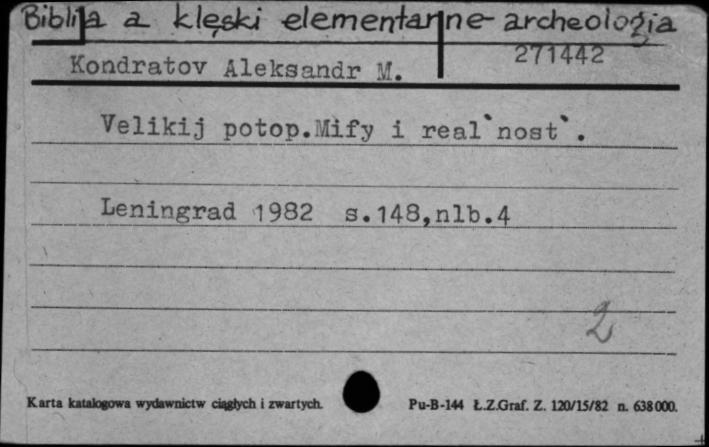 Biblija a klęski elementarne - archeologia
271442
Kondratov Aleksandr M.
Velikij potop.Mify i real`nost`.
Leningrad 1982 s.148,nlb.4
2
Karta katalogowa wydawnictw ciągłych i zwartych.
Pu-B-144 Ł.Z.Graf. Z. 120/15/82 n. 638000.